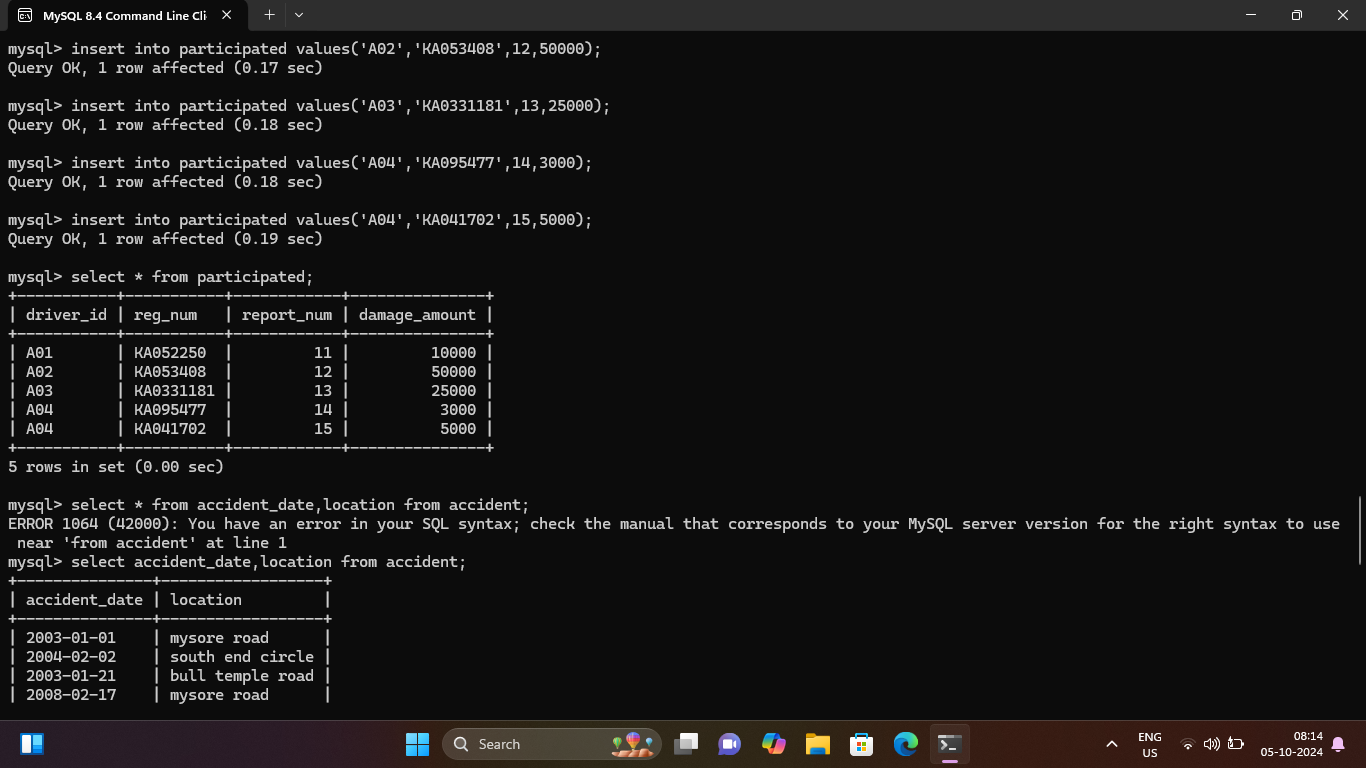 MySQL 8.4 Command Line Cli
mysql> insert into participated values('A02','KA053408',12,50000);
Query OK, 1 row affected (0.17 sec)
mysql> insert into participated values('A03','KA0331181',13,25000);
Query OK, 1 row affected (0.18 sec)
mysql> insert into participated values('A04','KA095477',14,3000);
Query OK, 1 row affected (0.18 sec)
mysql> insert into participated values('A04','KA041702',15,5000);
Query OK, 1 row affected (0.19 sec)
mysql> select * from participated;
+-----------+-----------+------------+---------------+
| driver_id | reg_num   | report_num | damage_amount |
+-----------+-----------+------------+---------------+
| A01       | KA052250  |         11 |         10000 |
| A02       | KA053408  |         12 |         50000 |
| A03       | KA0331181 |         13 |         25000 |
| A04       | KA095477  |         14 |          3000 |
| A04       | KA041702  |         15 |          5000 |
+-----------+-----------+------------+---------------+
5 rows in set (0.00 sec)
mysql> select * from accident_date,location from accident;
ERROR 1064 (42000): You have an error in your SQL syntax; check the manual that corresponds to your MySQL server version for the right syntax to use
near 'from accident' at line 1
mysql> select accident_date,location from accident;
+---------------+------------------+
| accident_date | location         |
+---------------+------------------+
| 2003-01-01    | mysore road      |
| 2004-02-02    | south end circle |
| 2003-01-21    | bull temple road |
| 2008-02-17    | mysore road      |
Search
ENG
US
08:14
05-10-2024